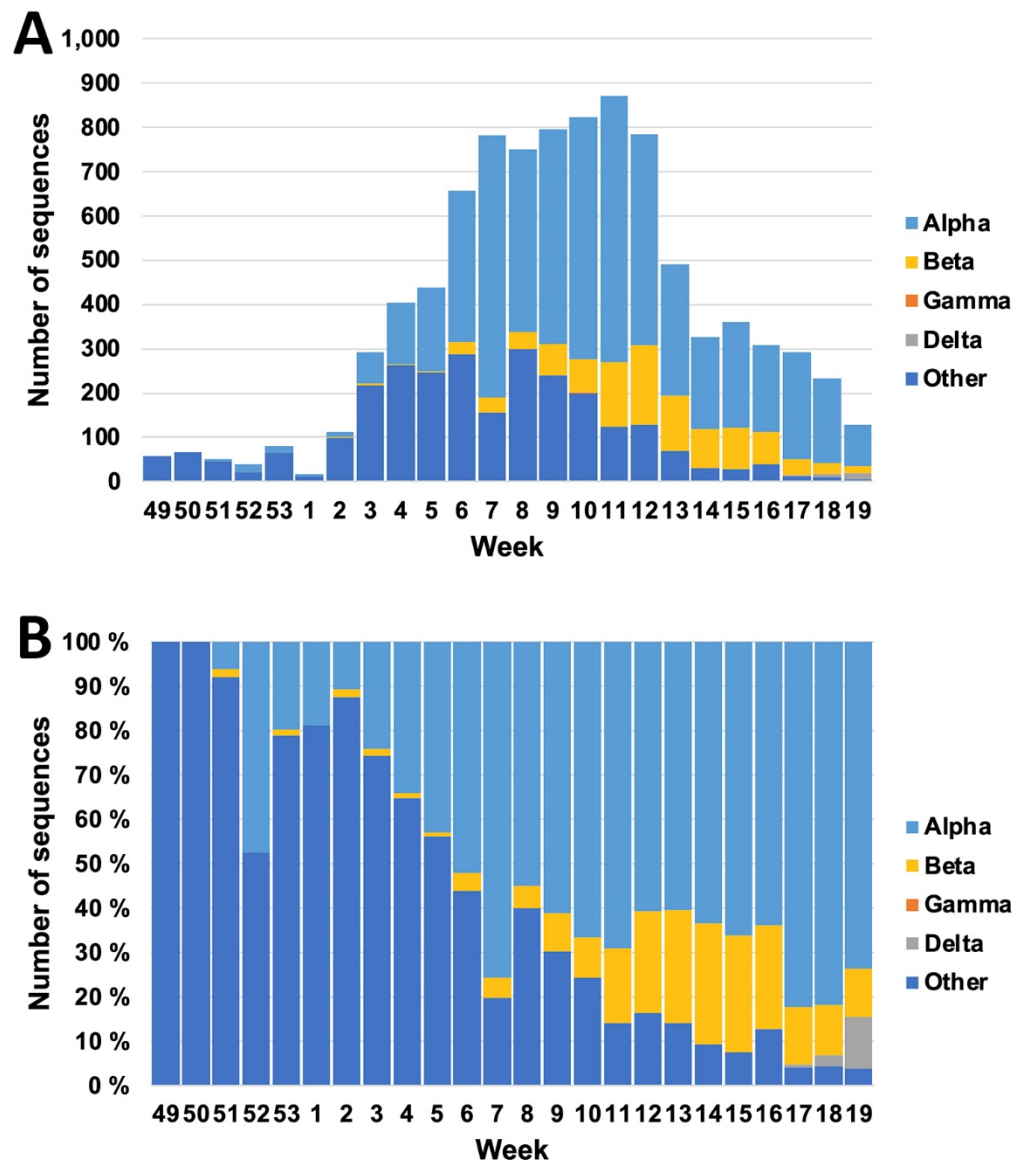 A
1,000
900
800
700
600
500
400
300
200
100
0
Number of sequences
49 50 51 52 53 1 2 3 4 5 6 7 8 9 10 11 12 13 14 15 16 17 18 19
Week
Alpha
Beta
Gamma
Delta
Other
B
100 %
90 %
80 %
70 %
60 %
50 %
40 %
30 %
20 %
10 %
0 %
Number of sequences
49 50 51 52 53 1 2 3 4 5 6 7 8 9 10 11 12 13 14 15 16 17 18 19
Week
Alpha
Beta
Gamma
Delta
Other